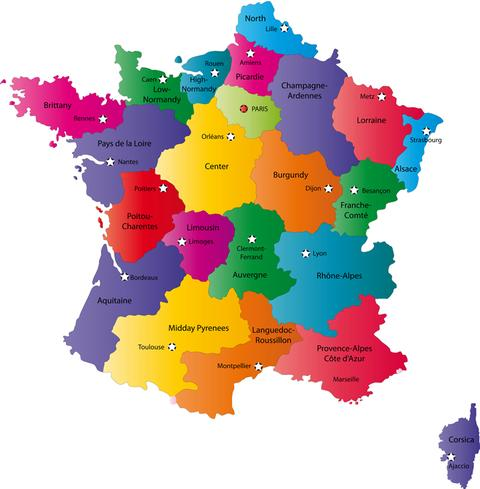 North
Lille
Amiens
Picardie
Rouen
High-
Normandy
Caen
Low-
Normandy
Champagne-
Ardennes
Metz
Lorraine
Strasbourg
Alsace
Brittany
Rennes
PARIS
Orléans
Pays de la Loire
Nantes
Center
Burgundy
Dijon
Besançon
Franche-
Comté
Poitiers
Poitou-
Charentes
Limousin
Limoges
Clermant-
Ferrand
Auvergne
Lyon
Rhône-Alpes
Bordeaux
Aquitaine
Midday Pyrenees
Toulouse
Languedoc-
Roussillon
Montpellier
Provence-Alpes
Côte d'Azur
Marseille
Corsica
Ajaccio